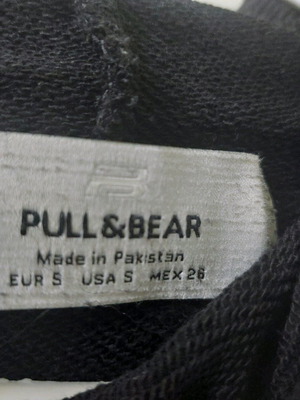 PULL&BEAR
Made in Pakistan
EUR S USA S MEX 26